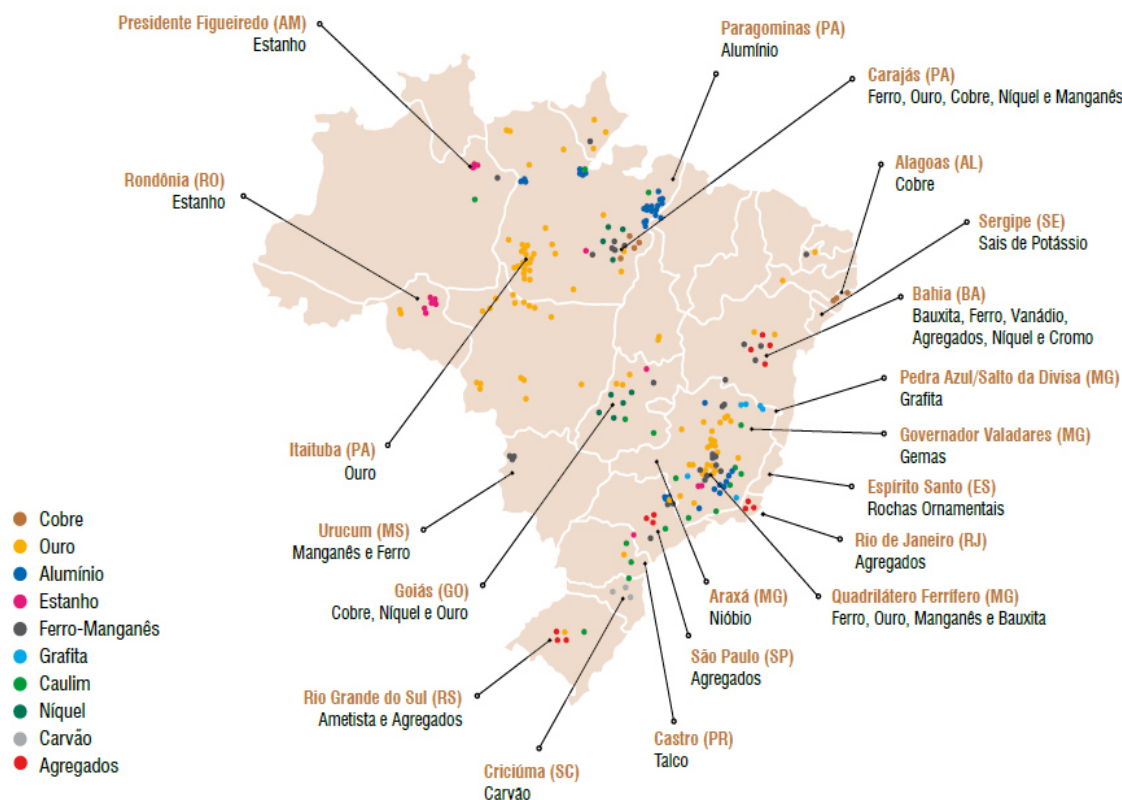 Presidente Figueiredo (AM)
Estanho
Paragominas (PA)
Alumínio
Carajás (PA)
Ferro, Ouro, Cobre, Níquel e Manganês
Alagoas (AL)
Cobre
Rondônia (RO)
Estanho
Sergipe (SE)
Sais de Potássio
Bahia (BA)
Bauxita, Ferro, Vanádio,
Agregados, Níquel e Cromo
Pedra Azul/Salto da Divisa (MG)
Grafita
Governador Valadares (MG)
Gemas
Itaituba (PA)
Ouro
Espírito Santo (ES)
Rochas Ornamentais
Urucum (MS)
Manganês e Ferro
Rio de Janeiro (RJ)
Agregados
Goiás (GO)
Cobre, Níquel e Ouro
Araxá (MG)
Nióbio
Quadrilátero Ferrífero (MG)
Ferro, Ouro, Manganês e Bauxita
São Paulo (SP)
Agregados
Rio Grande do Sul (RS)
Ametista e Agregados
Castro (PR)
Talco
Criciúma (SC)
Carvão
Cobre
Ouro
Alumínio
Estanho
Ferro-Manganês
Grafita
Caulim
Níquel
Carvão
Agregados